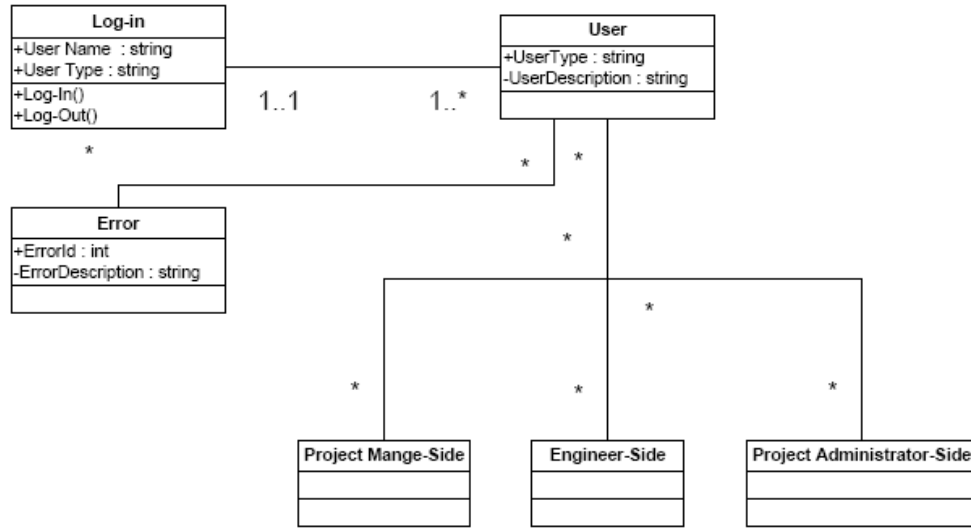 Log-in
+User Name : string
+User Type : string
+Log-In()
+Log-Out()
User
+UserType : string
-UserDescription : string
1..1
1..*
*
*
*
Error
+ErrorId : int
-ErrorDescription : string
*
*
*
*
*
Project Mange-Side
Engineer-Side
Project Administrator-Side